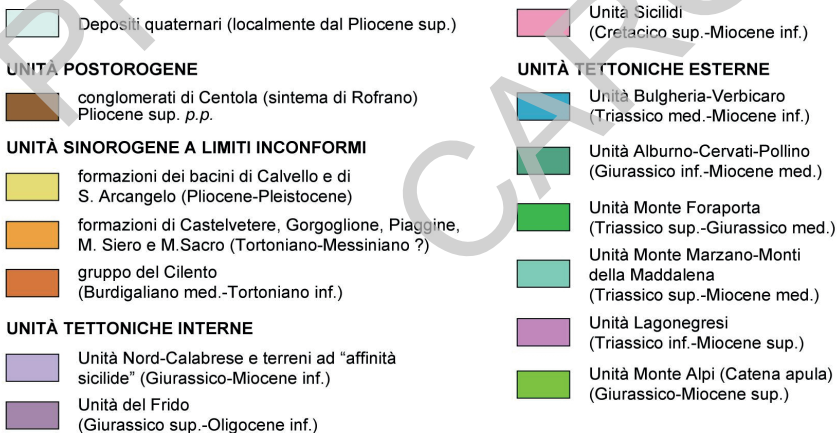 Depositi quaternari (localmente dal Pliocene sup.)
UNITÀ POSTOROGENE
conglomerati di Centola (sintema di Rofrano)
Pliocene sup. p.p.
UNITÀ SINOROGENE A LIMITI INCONFORMI
formazioni dei bacini di Calvello e di
S. Arcangelo (Pliocene-Pleistocene)
formazioni di Castelvetere, Gorgoglione, Piaggine,
M. Siero e M.Sacro (Tortoniano-Messiniano ?)
gruppo del Cilento
(Burdigaliano med.-Tortoniano inf.)
UNITÀ TETTONICHE INTERNE
Unità Nord-Calabrese e terreni ad “affinità
sicilide” (Giurassico-Miocene inf.)
Unità del Frido
(Giurassico sup.-Oligocene inf.)
Unità Sicilidi
(Cretacico sup.-Miocene inf.)
UNITÀ TETTONICHE ESTERNE
Unità Bulgheria-Verbicaro
(Triassico med.-Miocene inf.)
Unità Alburno-Cervati-Pollino
(Giurassico inf.-Miocene med.)
Unità Monte Foraporta
(Triassico sup.-Giurassico med.)
Unità Monte Marzano-Monti
della Maddalena
(Triassico sup.-Miocene med.)
Unità Lagonegresi
(Triassico inf.-Miocene sup.)
Unità Monte Alpi (Catena apula)
(Giurassico-Miocene sup.)